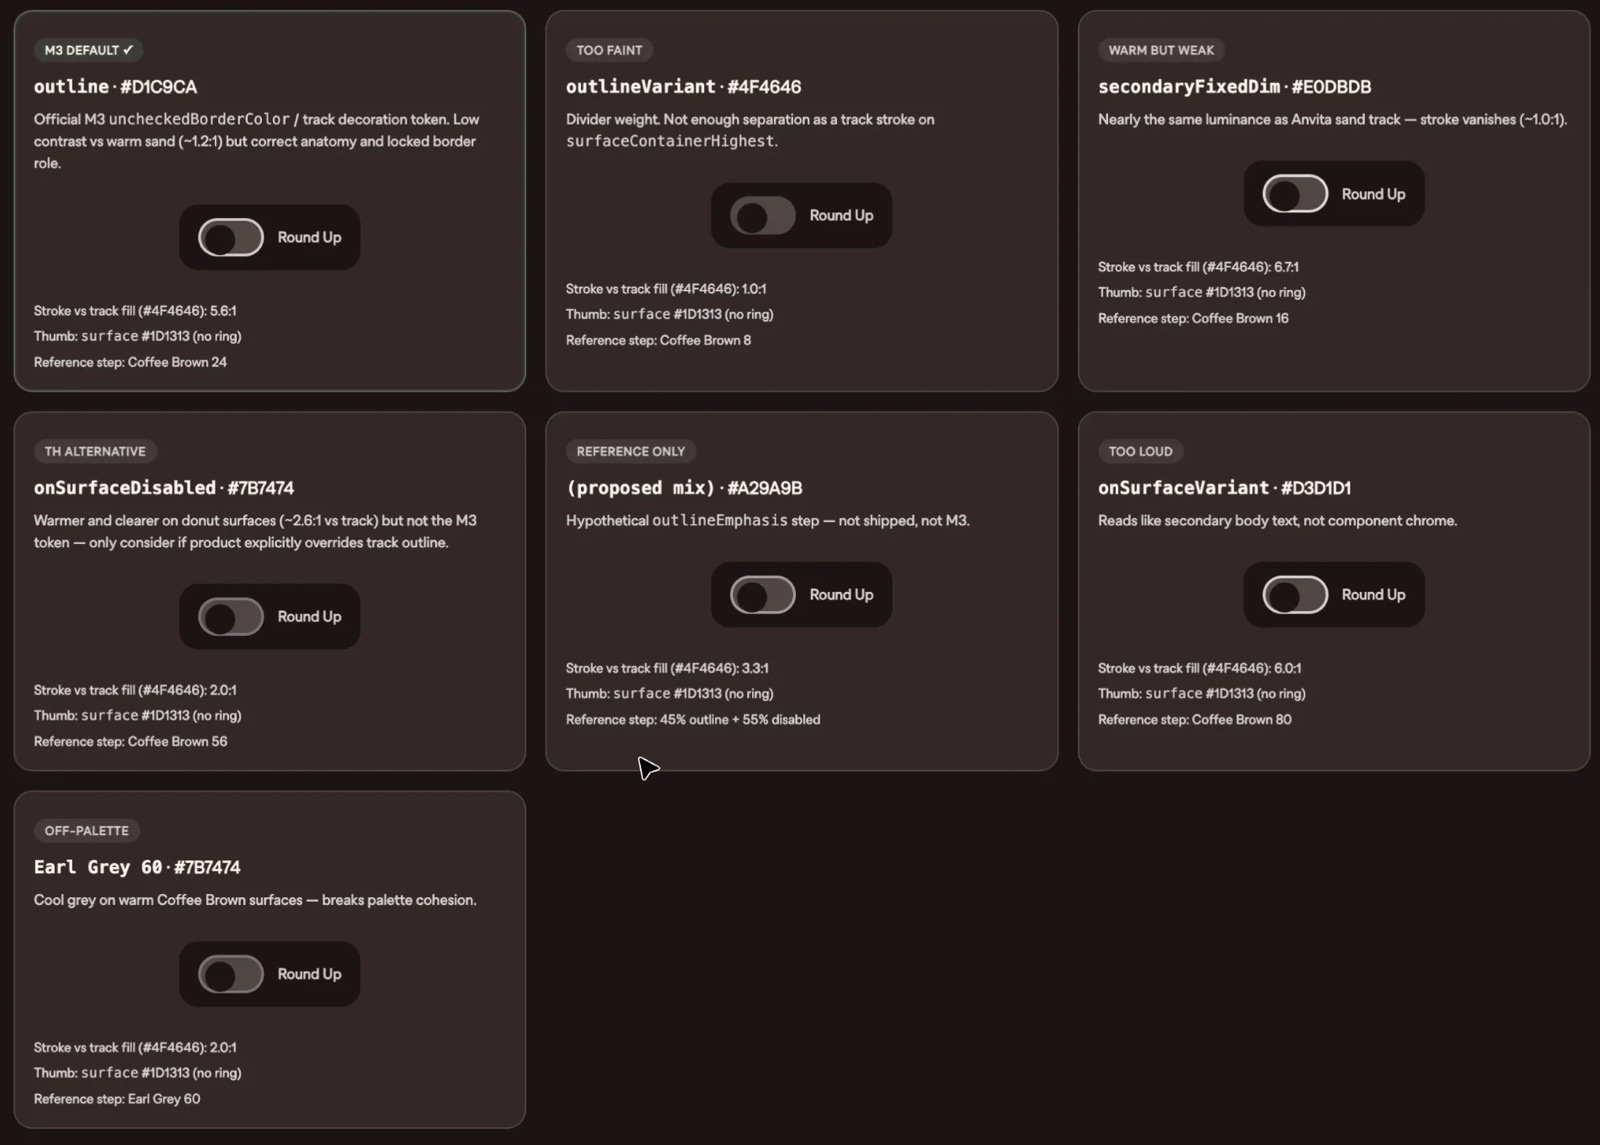 M3 DEFAULT ✓
outline · #D1C9CA
Official M3 uncheckedBorderColor / track decoration token. Low
contrast vs warm sand (~1.2:1) but correct anatomy and locked border
role.
Round Up
Stroke vs track fill (#4F4646): 5.6:1
Thumb: surface #1D1313 (no ring)
Reference step: Coffee Brown 24
TOO FAINT
outlineVariant · #4F4646
Divider weight. Not enough separation as a track stroke on
surfaceContainerHighest.
Round Up
Stroke vs track fill (#4F4646): 1.0:1
Thumb: surface #1D1313 (no ring)
Reference step: Coffee Brown 8
WARM BUT WEAK
secondaryFixedDim · #E0DBDB
Nearly the same luminance as Anvita sand track — stroke vanishes (~1.0:1).
Round Up
Stroke vs track fill (#4F4646): 6.7:1
Thumb: surface #1D1313 (no ring)
Reference step: Coffee Brown 16
TH ALTERNATIVE
onSurfaceDisabled · #7B7474
Warmer and clearer on donut surfaces (~2.6:1 vs track) but not the M3
token — only consider if product explicitly overrides track outline.
Round Up
Stroke vs track fill (#4F4646): 2.0:1
Thumb: surface #1D1313 (no ring)
Reference step: Coffee Brown 56
REFERENCE ONLY
(proposed mix) · #A29A9B
Hypothetical outlineEmphasis step — not shipped, not M3.
Round Up
Stroke vs track fill (#4F4646): 3.3:1
Thumb: surface #1D1313 (no ring)
Reference step: 45% outline + 55% disabled
TOO LOUD
onSurfaceVariant · #D3D1D1
Reads like secondary body text, not component chrome.
Round Up
Stroke vs track fill (#4F4646): 6.0:1
Thumb: surface #1D1313 (no ring)
Reference step: Coffee Brown 80
OFF-PALETTE
Earl Grey 60 · #7B7474
Cool grey on warm Coffee Brown surfaces — breaks palette cohesion.
Round Up
Stroke vs track fill (#4F4646): 2.0:1
Thumb: surface #1D1313 (no ring)
Reference step: Earl Grey 60